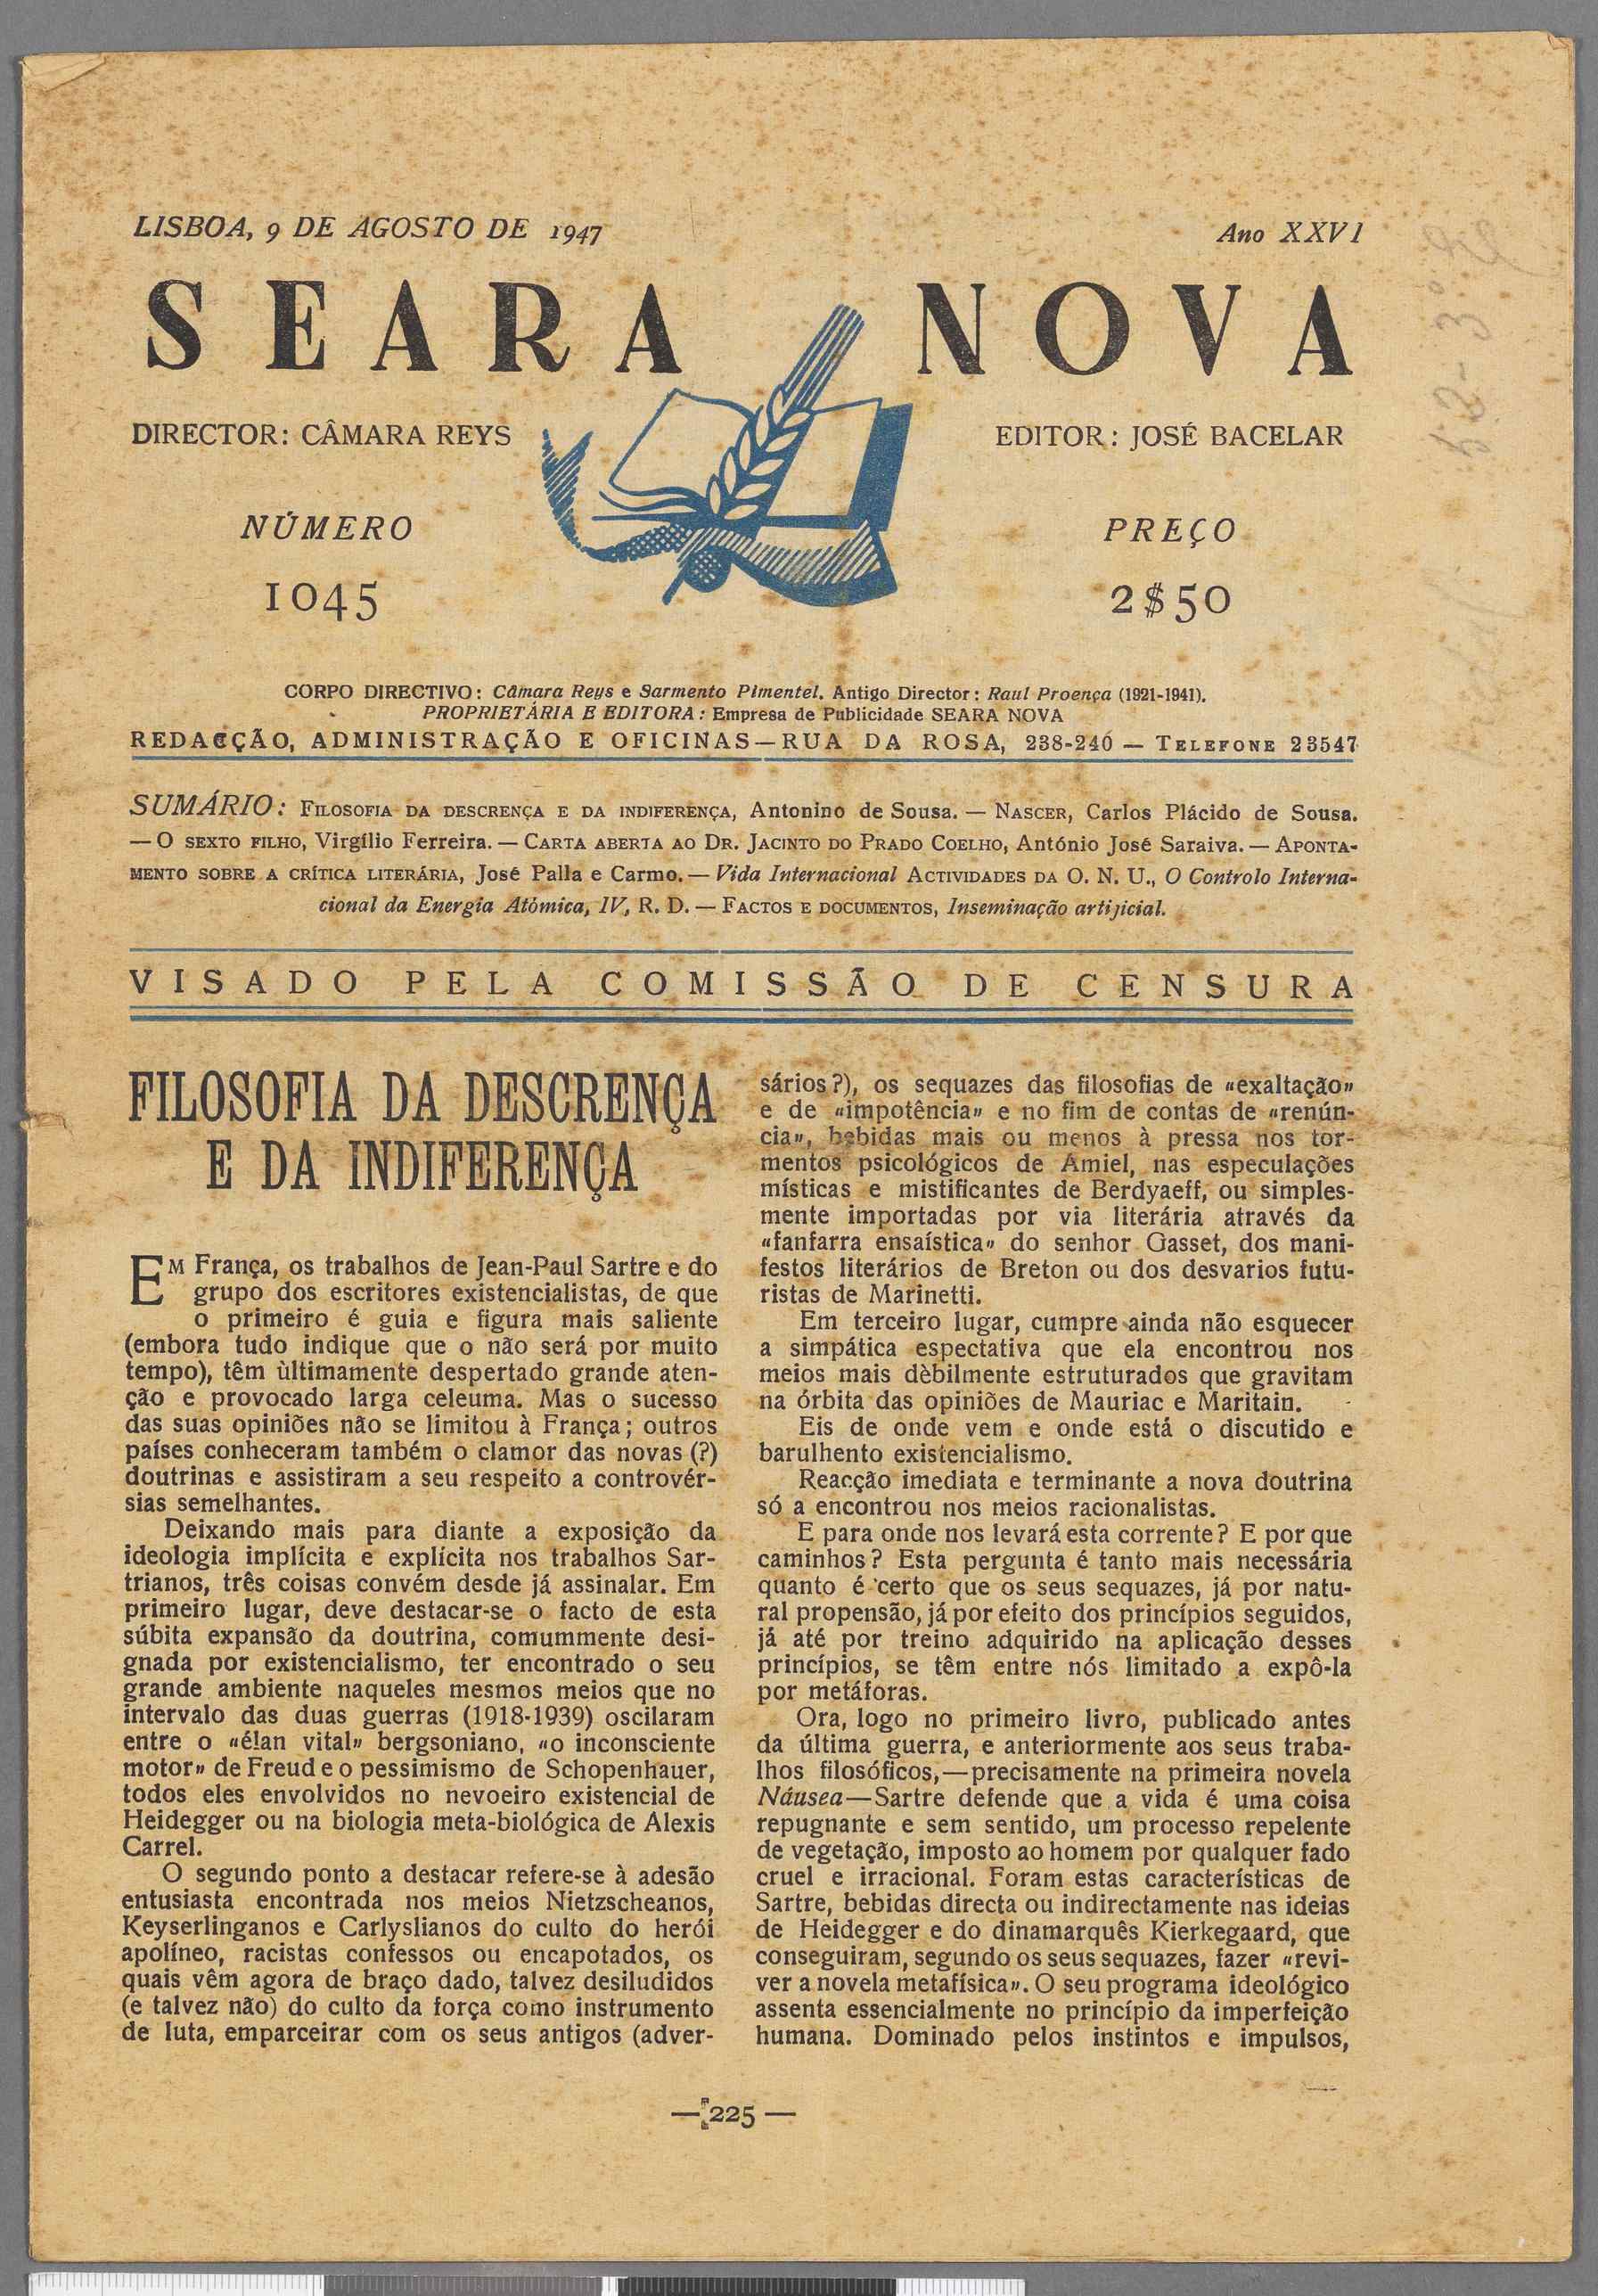 LISBOA, 9 DE AGOSTO DE 1947
Ano XXVI
SEARA NOVA
DIRECTOR: CÂMARA REYS
EDITOR: JOSÉ BACELAR
NÚMERO
1045
PREÇO
2$50
CORPO DIRECTIVO: Câmara Reys e Sarmento Pimentel. Antigo Director: Raul Proença (1921-1941).
PROPRIETÁRIA E EDITORA: Empresa de Publicidade SEARA NOVA
REDACÇÃO, ADMINISTRAÇÃO E OFICINAS—RUA DA ROSA, 238-240 — TELEFONE 23547
SUMÁRIO: FILOSOFIA DA DESCRENÇA E DA INDIFERENÇA, Antonino de Sousa. — NASCER, Carlos Plácido de Sousa.
— O SEXTO FILHO, Virgílio Ferreira. — CARTA ABERTA AO DR. JACINTO DO PRADO COELHO, António José Saraiva. — APONTA-
MENTO SOBRE A CRÍTICA LITERÁRIA, José Palla e Carmo. — Vida Internacional ACTIVIDADES DA O. N. U., O Controlo Interna-
cional da Energia Atómica, IV, R. D. — FACTOS E DOCUMENTOS, Inseminação artificial.
VISADO PELA COMISSÃO DE CENSURA
FILOSOFIA DA DESCRENÇA
E DA INDIFERENÇA
EM França, os trabalhos de Jean-Paul Sartre e do
grupo dos escritores existencialistas, de que
o primeiro é guia e figura mais saliente
(embora tudo indique que o não será por muito
tempo), têm ùltimamente despertado grande aten-
ção e provocado larga celeuma. Mas o sucesso
das suas opiniões não se limitou à França; outros
países conheceram também o clamor das novas (?)
doutrinas e assistiram a seu respeito a controvér-
sias semelhantes.
Deixando mais para diante a exposição da
ideologia implícita e explícita nos trabalhos Sar-
trianos, três coisas convém desde já assinalar. Em
primeiro lugar, deve destacar-se o facto de esta
súbita expansão da doutrina, comummente desi-
gnada por existencialismo, ter encontrado o seu
grande ambiente naqueles mesmos meios que no
intervalo das duas guerras (1918-1939) oscilaram
entre o «élan vital» bergsoniano, «o inconsciente
motor» de Freud e o pessimismo de Schopenhauer,
todos eles envolvidos no nevoeiro existencial de
Heidegger ou na biologia meta-biológica de Alexis
Carrel.
O segundo ponto a destacar refere-se à adesão
entusiasta encontrada nos meios Nietzscheanos,
Keyserlinganos e Carlyslianos do culto do herói
apolíneo, racistas confessos ou encapotados, os
quais vêm agora de braço dado, talvez desiludidos
(e talvez não) do culto da força como instrumento
de luta, emparceirar com os seus antigos (adver-
sários?), os sequazes das filosofias de «exaltação»
e de «impotência» e no fim de contas de «renún-
cia», bebidas mais ou menos à pressa nos tor-
mentos psicológicos de Amiel, nas especulações
místicas e mistificantes de Berdyaeff, ou simples-
mente importadas por via literária através da
«fanfarra ensaística» do senhor Gasset, dos mani-
festos literários de Breton ou dos desvarios futu-
ristas de Marinetti.
Em terceiro lugar, cumpre ainda não esquecer
a simpática espectativa que ela encontrou nos
meios mais dèbilmente estruturados que gravitam
na órbita das opiniões de Mauriac e Maritain.
Eis de onde vem e onde está o discutido e
barulhento existencialismo.
Reacção imediata e terminante a nova doutrina
só a encontrou nos meios racionalistas.
E para onde nos levará esta corrente? E por que
caminhos? Esta pergunta é tanto mais necessária
quanto é certo que os seus sequazes, já por natu-
ral propensão, já por efeito dos princípios seguidos,
já até por treino adquirido na aplicação desses
princípios, se têm entre nós limitado a expô-la
por metáforas.
Ora, logo no primeiro livro, publicado antes
da última guerra, e anteriormente aos seus traba-
lhos filosóficos,—precisamente na primeira novela
Náusea—Sartre defende que a vida é uma coisa
repugnante e sem sentido, um processo repelente
de vegetação, imposto ao homem por qualquer fado
cruel e irracional. Foram estas características de
Sartre, bebidas directa ou indirectamente nas ideias
de Heidegger e do dinamarquês Kierkegaard, que
conseguiram, segundo os seus sequazes, fazer «revi-
ver a novela metafísica». O seu programa ideológico
assenta essencialmente no princípio da imperfeição
humana. Dominado pelos instintos e impulsos,
— 225 —